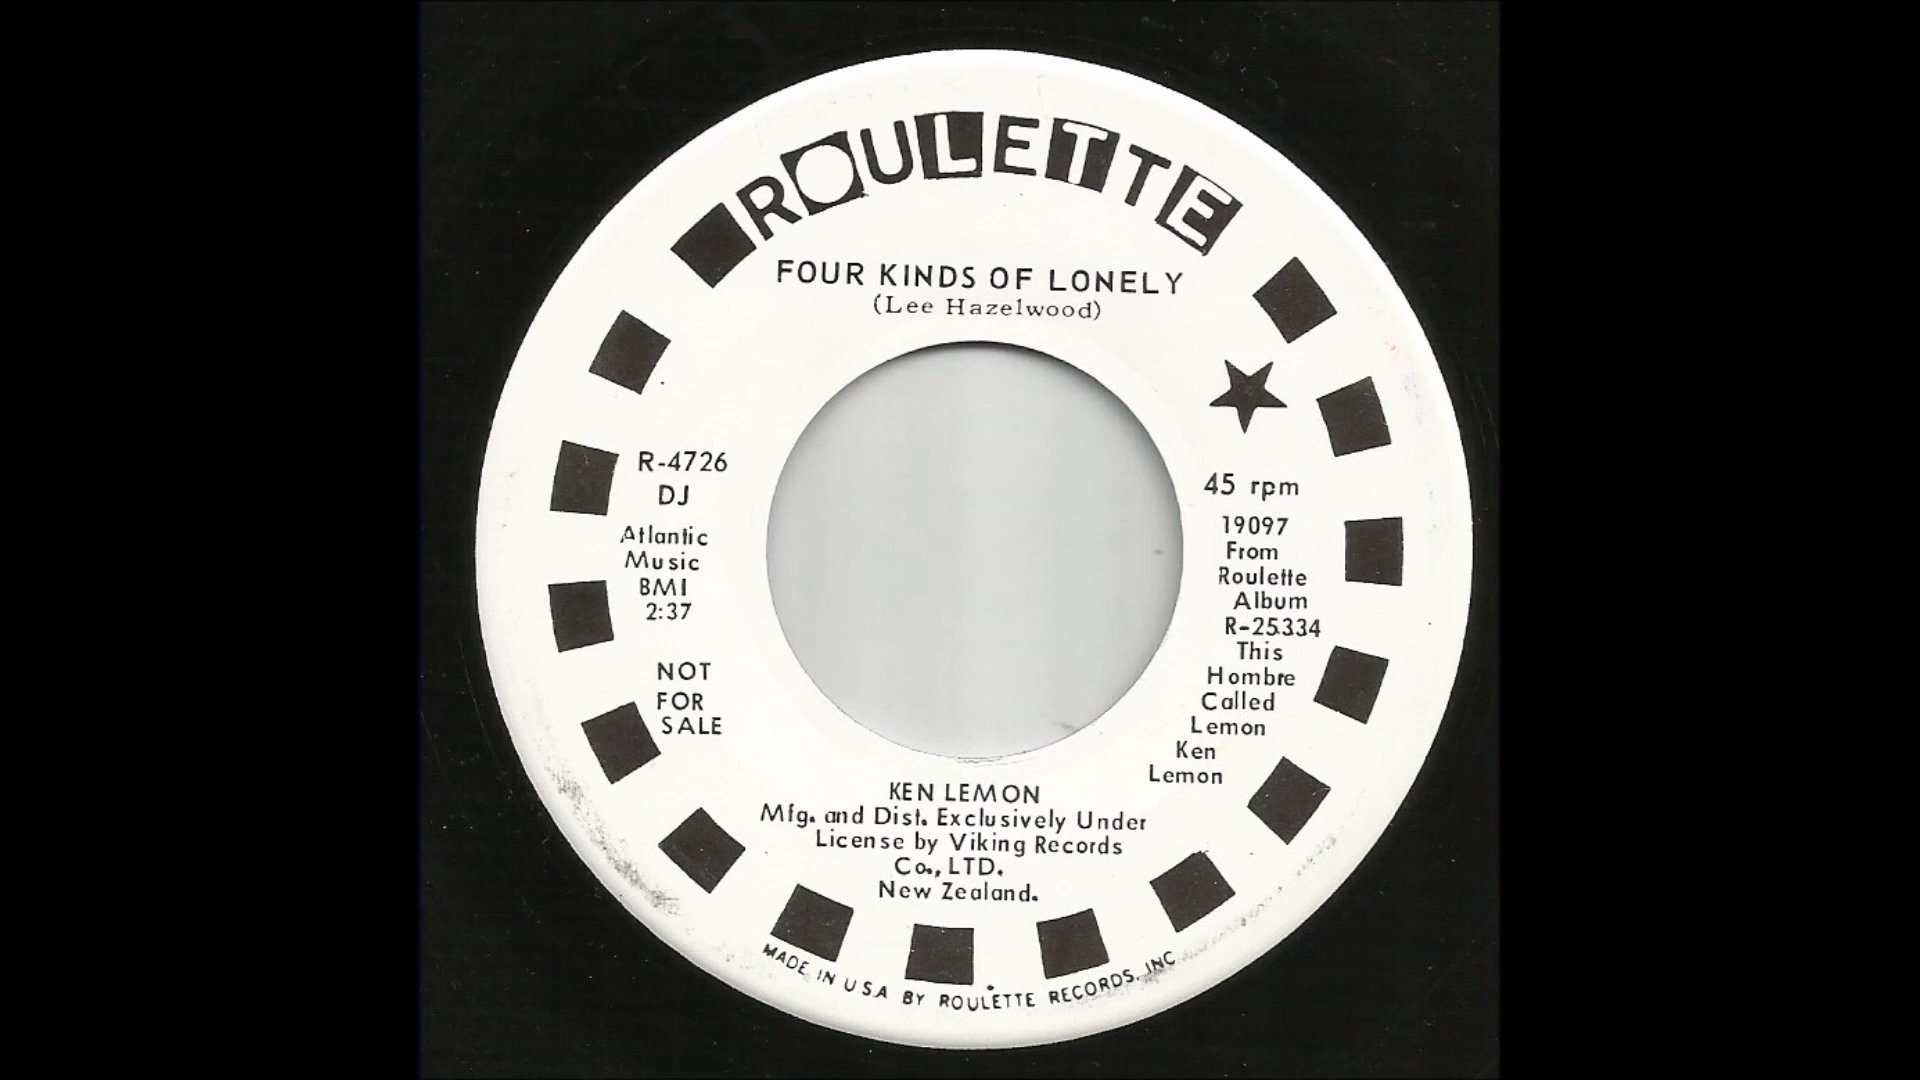 ROULETTE
FOUR KINDS OF LONELY
(Lee Hazelwood)
R-4726
DJ
Atlantic
Music
BMI
2:37
NOT
FOR
SALE
45 rpm
19097
From
Roulette
Album
R-25334
This
Hombre
Called
Lemon
Ken
Lemon
KEN LEMON
Mfg. and Dist. Exclusively Under
License by Viking Records
Co., LTD.
New Zealand.
MADE IN U.S.A BY ROULETTE RECORDS, INC